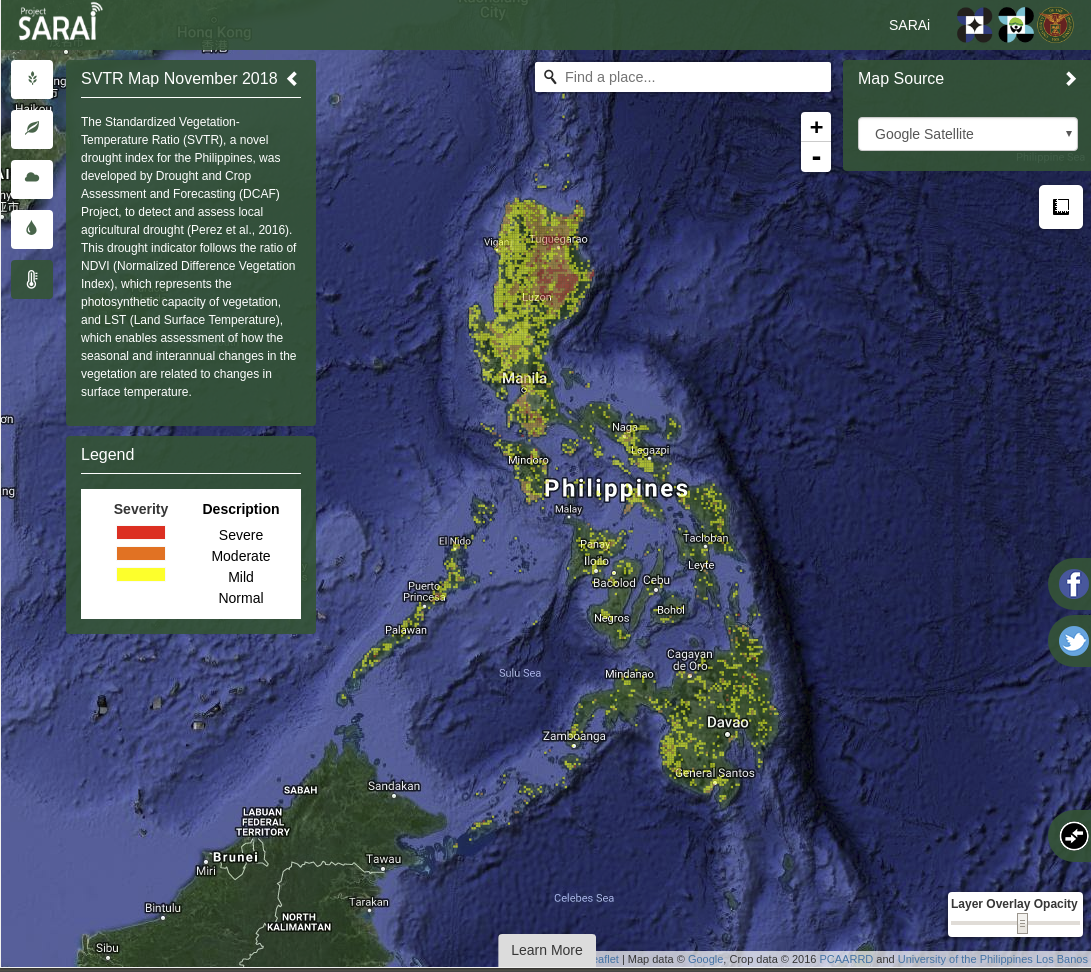 Project
SARAi
Kaohsiung
City
Hong Kong
SARAi
SVTR Map November 2018
The Standardized Vegetation-
Temperature Ratio (SVTR), a novel
drought index for the Philippines, was
developed by Drought and Crop
Assessment and Forecasting (DCAF)
Project, to detect and assess local
agricultural drought (Perez et al., 2016).
This drought indicator follows the ratio of
NDVI (Normalized Difference Vegetation
Index), which represents the
photosynthetic capacity of vegetation,
and LST (Land Surface Temperature),
which enables assessment of how the
seasonal and interannual changes in the
vegetation are related to changes in
surface temperature.
Legend
Severity Description
Severe
Moderate
Mild
Normal
Find a place...
+
-
Map Source
Google Satellite
Philippine Sea
Haikou
Vigan
Tuguegarao
Luzon
Manila
Naga
Legazpi
Mindoro
Philippines
Malay
El Nido
Panay
Iloilo
Tacloban
Leyte
Bacolod
Cebu
Puerto
Princesa
Negros
Bohol
Palawan
Cagayan
de Oro
Sulu Sea
Mindanao
Davao
Zamboanga
General Santos
Sandakan
SABAH
LABUAN
FEDERAL
TERRITORY
Brunei
Miri
Tawau
Bintulu
Tarakan
NORTH
KALIMANTAN
Sibu
Celebes Sea
Layer Overlay Opacity
Learn More
eaflet | Map data © Google, Crop data © 2016 PCAARRD and University of the Philippines Los Banos